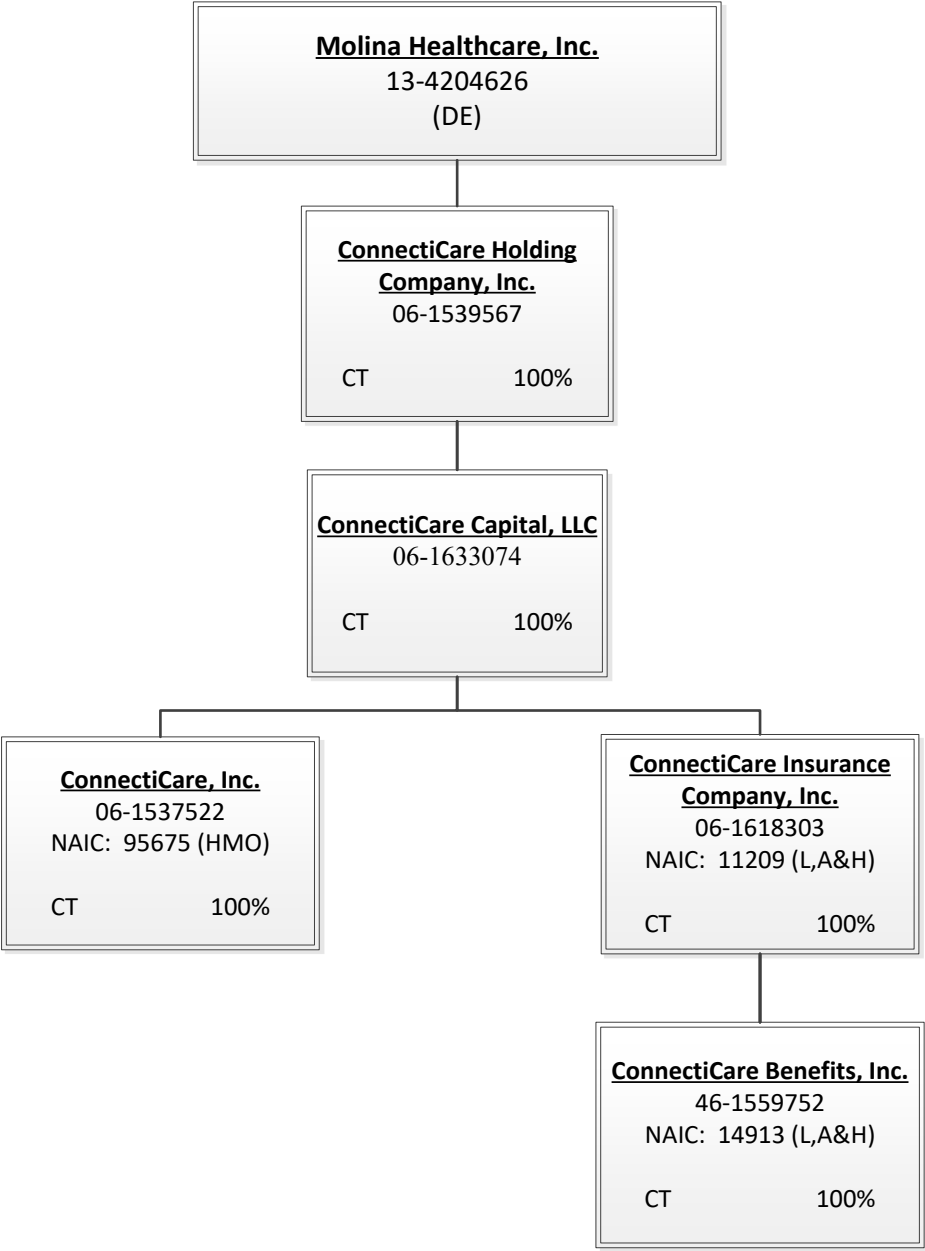 Molina Healthcare, Inc.
13-4204626
(DE)
ConnectiCare Holding
Company, Inc.
06-1539567
CT 100%
ConnectiCare Capital, LLC
06-1633074
CT 100%
ConnectiCare, Inc.
06-1537522
NAIC: 95675 (HMO)
CT 100%
ConnectiCare Insurance
Company, Inc.
06-1618303
NAIC: 11209 (L,A&H)
CT 100%
ConnectiCare Benefits, Inc.
46-1559752
NAIC: 14913 (L,A&H)
CT 100%